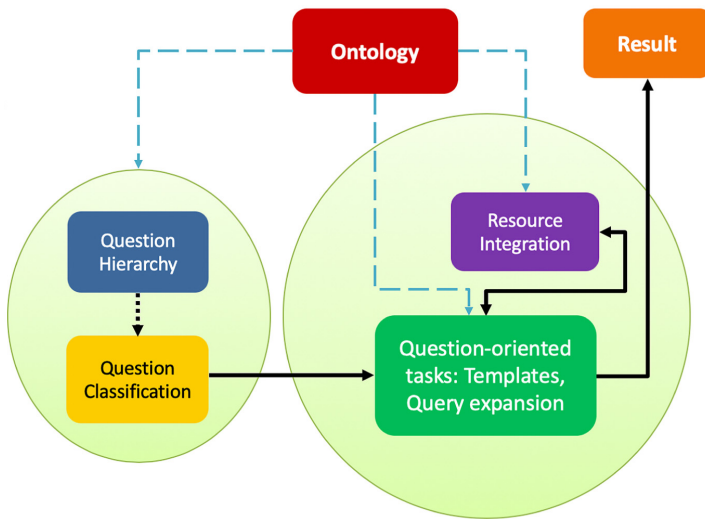 Ontology
Result
Question
Hierarchy
Resource
Integration
Question
Classification
Question-oriented
tasks: Templates,
Query expansion